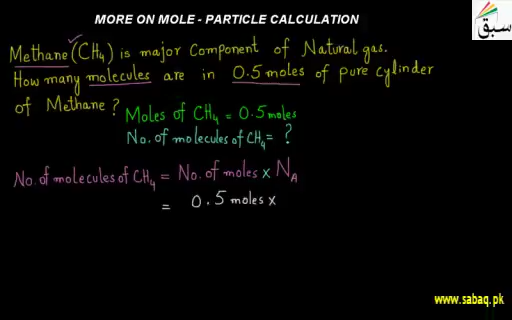 MORE ON MOLE - PARTICLE CALCULATION
سبق
Methane (CH₄) is major component of Natural gas.
How many molecules are in 0.5 moles of pure cylinder
of Methane ?
Moles of CH₄ = 0.5 moles
No. of molecules of CH₄ = ?
No. of molecules of CH₄ = No. of moles × N_A
= 0.5 moles ×
www.sabaq.pk